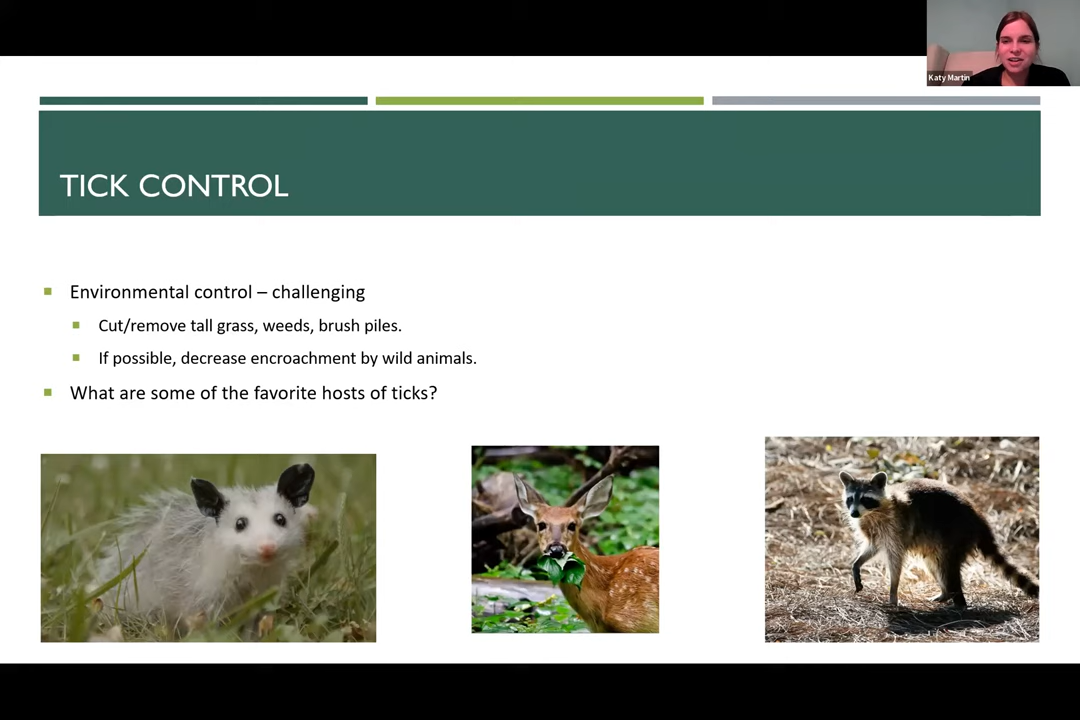 Katy Martin
TICK CONTROL
Environmental control – challenging
Cut/remove tall grass, weeds, brush piles.
If possible, decrease encroachment by wild animals.
What are some of the favorite hosts of ticks?